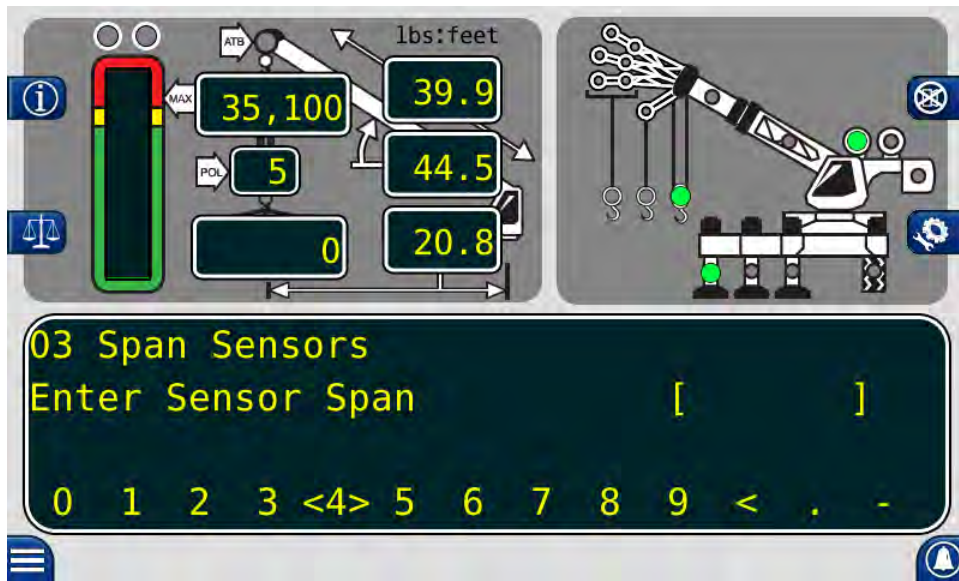 ATB
lbs:feet
MAX
35,100
39.9
POL
5
44.5
0
20.8
03 Span Sensors
Enter Sensor Span [ ]
0 1 2 3 <4> 5 6 7 8 9 < . -